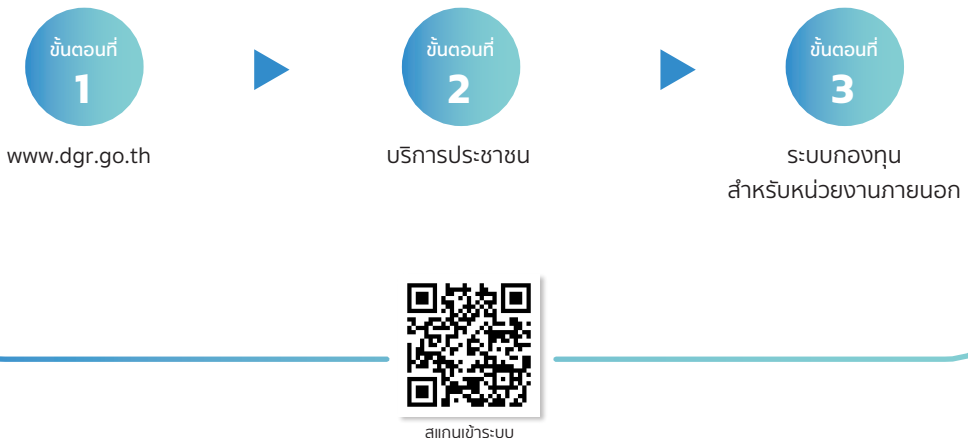 ขั้นตอนที่
1
ขั้นตอนที่
2
ขั้นตอนที่
3
www.dgr.go.th
บริการประชาชน
ระบบกองทุน
สำหรับหน่วยงานภายนอก
สแกนเข้าระบบ